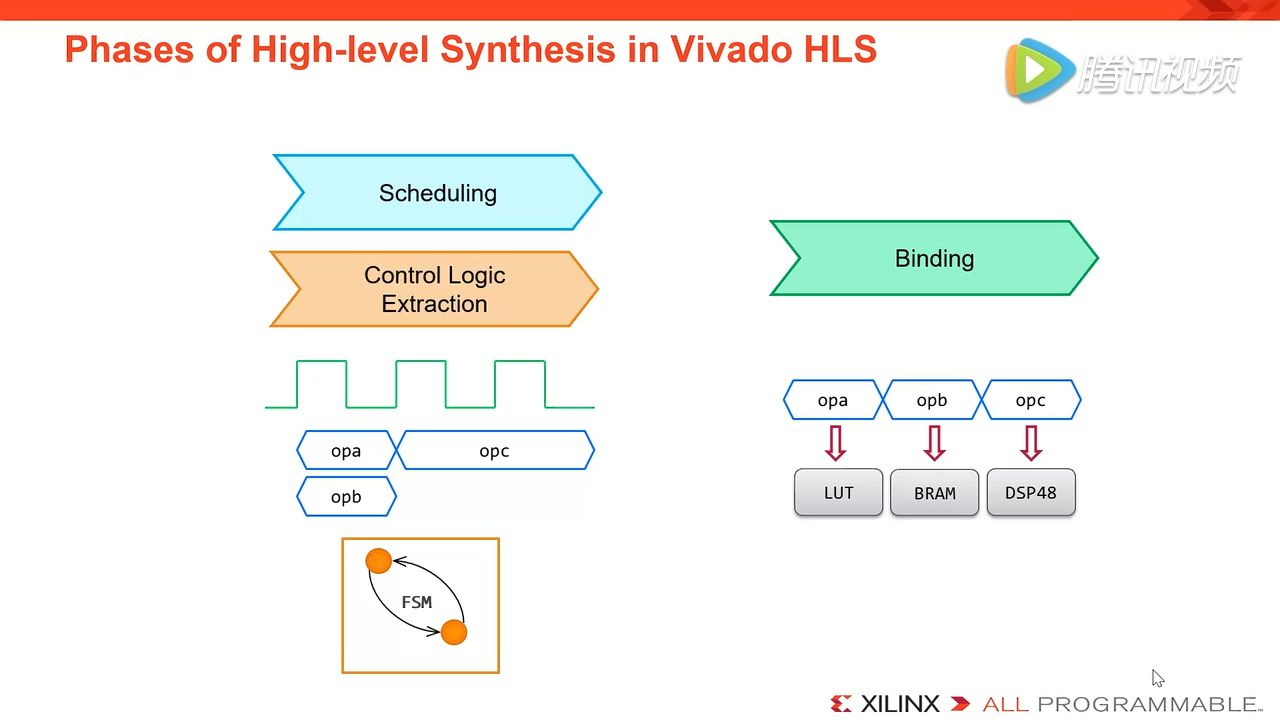 Phases of High-level Synthesis in Vivado HLS
腾讯视频
Scheduling
Control Logic
Extraction
Binding
opa
opc
opb
FSM
opa
opb
opc
LUT
BRAM
DSP48
XILINX
ALL PROGRAMMABLE™